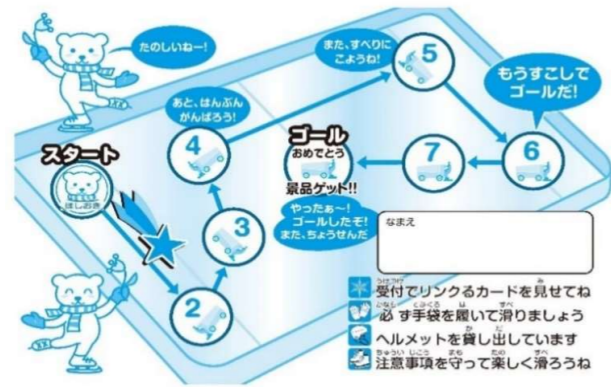 たのしいねー!
また、すべりに
こようね!
5
もうすこしで
ゴールだ!
あと、はんぶん
がんばろう!
4
スタート
ほしおき
ゴール
おめでとう
景品ゲット!!
7
6
3
2
やったぁ〜!
ゴールしたぞ!
また、ちょうせんだ
なまえ
受付でリンクるカードを見せてね
必ず手袋を履いて滑りましょう
ヘルメットを貸し出しています
注意事項を守って楽しく滑ろうね